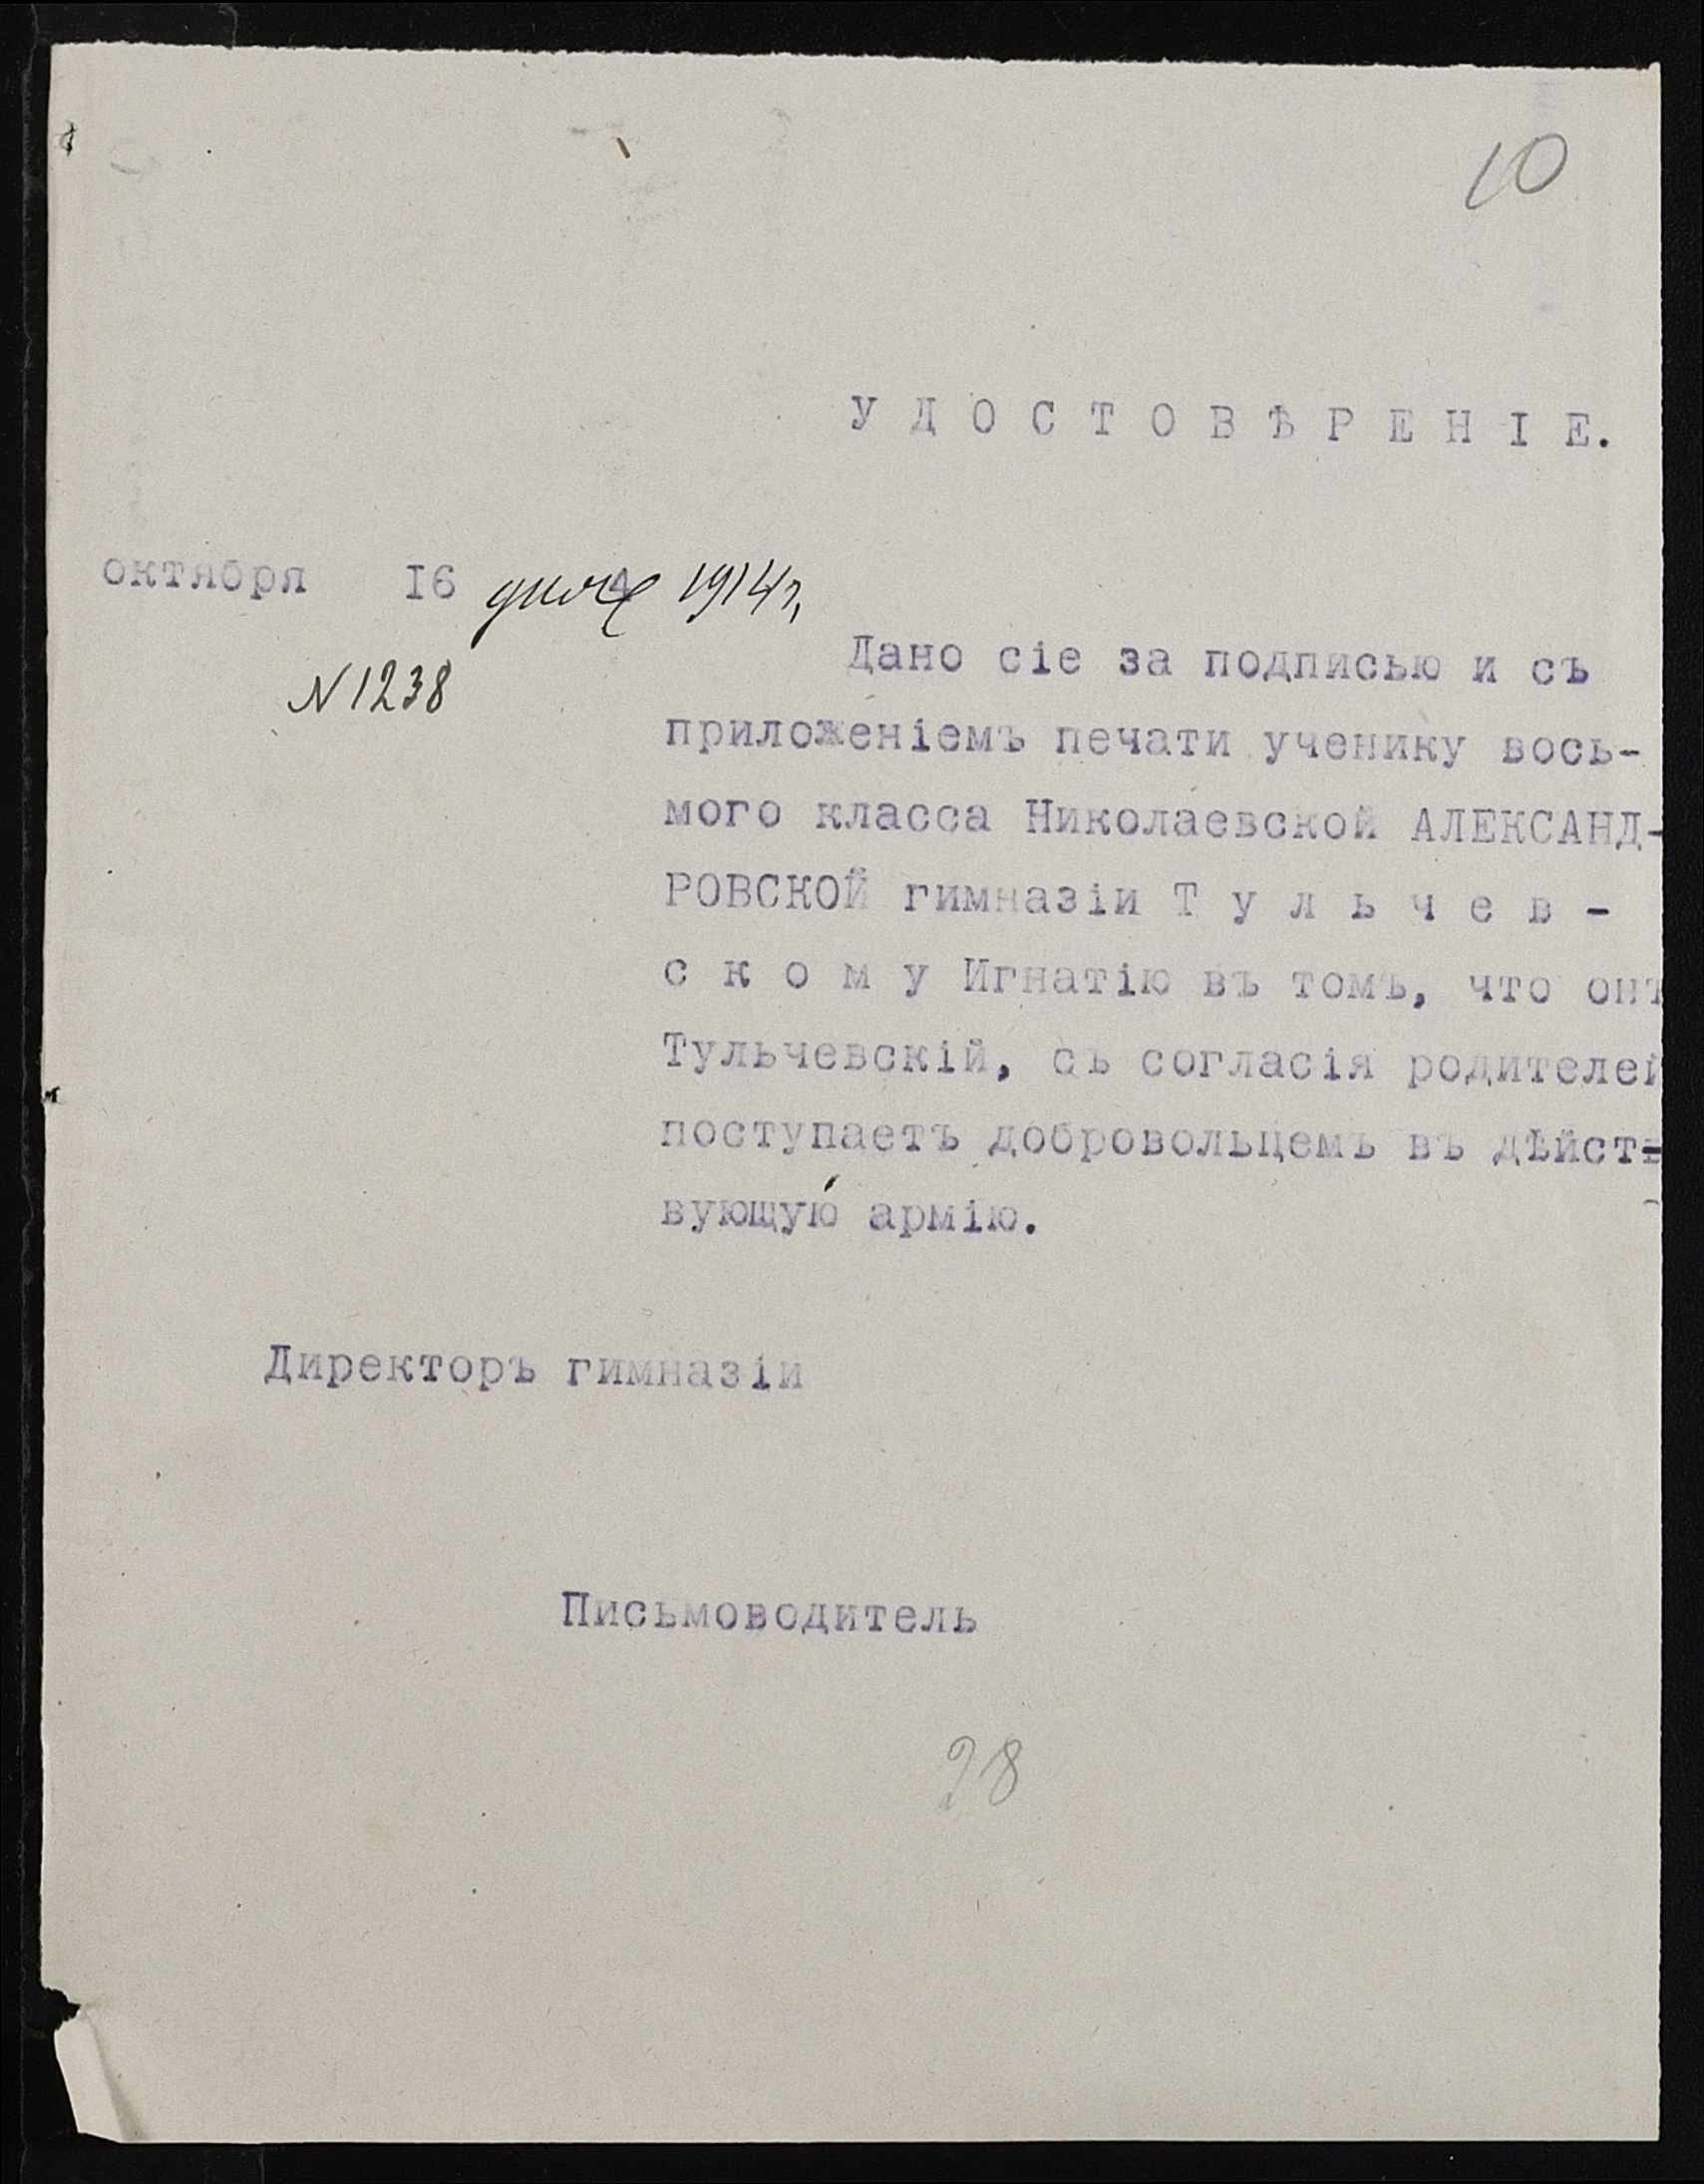 10
УДОСТОВѢРЕНІЕ.
октября 16 дня 1914 г,
N 1238
Дано сіе за подписью и съ
приложеніемъ печати ученику вось-
мого класса Николаевской АЛЕКСАНД-
РОВСКОЙ гимназіи Тульчев-
скому Игнатію въ томъ, что онъ
Тульчевскій, съ согласія родителей
поступаетъ добровольцемъ въ дѣйст-
вующую армію.
Директоръ гимназіи
Письмоводитель
28